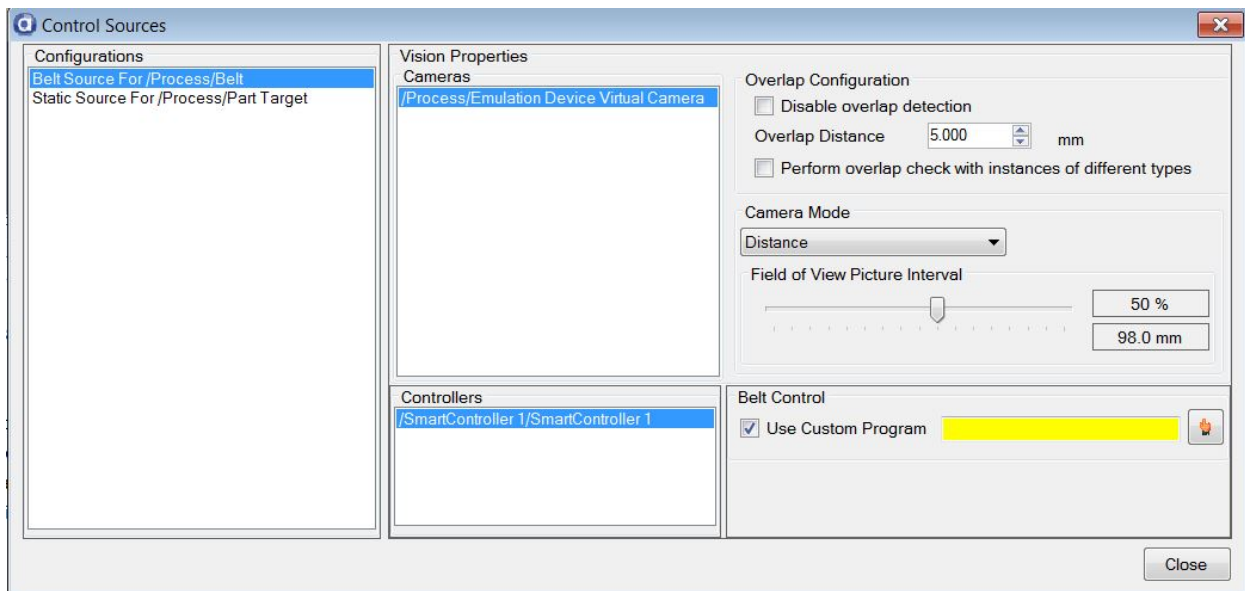 Control Sources
Configurations
Belt Source For /Process/Belt
Static Source For /Process/Part Target
Vision Properties
Cameras
/Process/Emulation Device Virtual Camera
Overlap Configuration
Disable overlap detection
Overlap Distance 5.000 mm
Perform overlap check with instances of different types
Camera Mode
Distance
Field of View Picture Interval
50 %
98.0 mm
Controllers
/SmartController 1/SmartController 1
Belt Control
Use Custom Program
Close